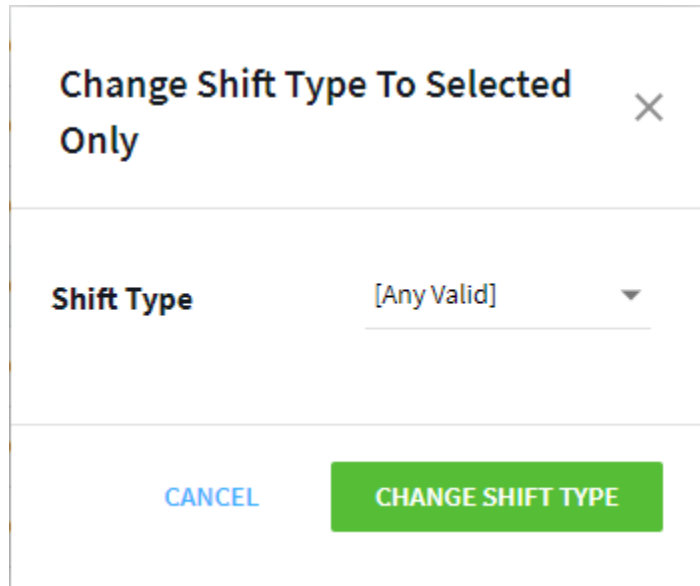 Change Shift Type To Selected
Only
Shift Type
[Any Valid]
CANCEL
CHANGE SHIFT TYPE